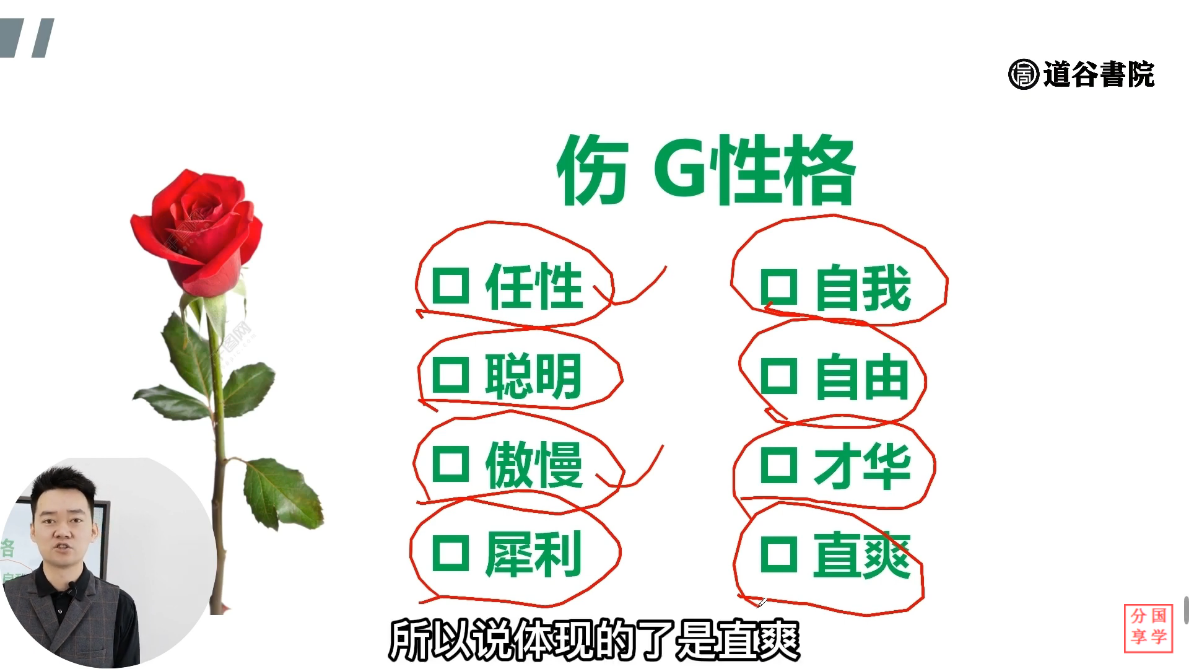 道谷書院
伤 G性格
任性 自我
聪明 自由
傲慢 才华
犀利 直爽
所以说体现的了是直爽
分国
享学